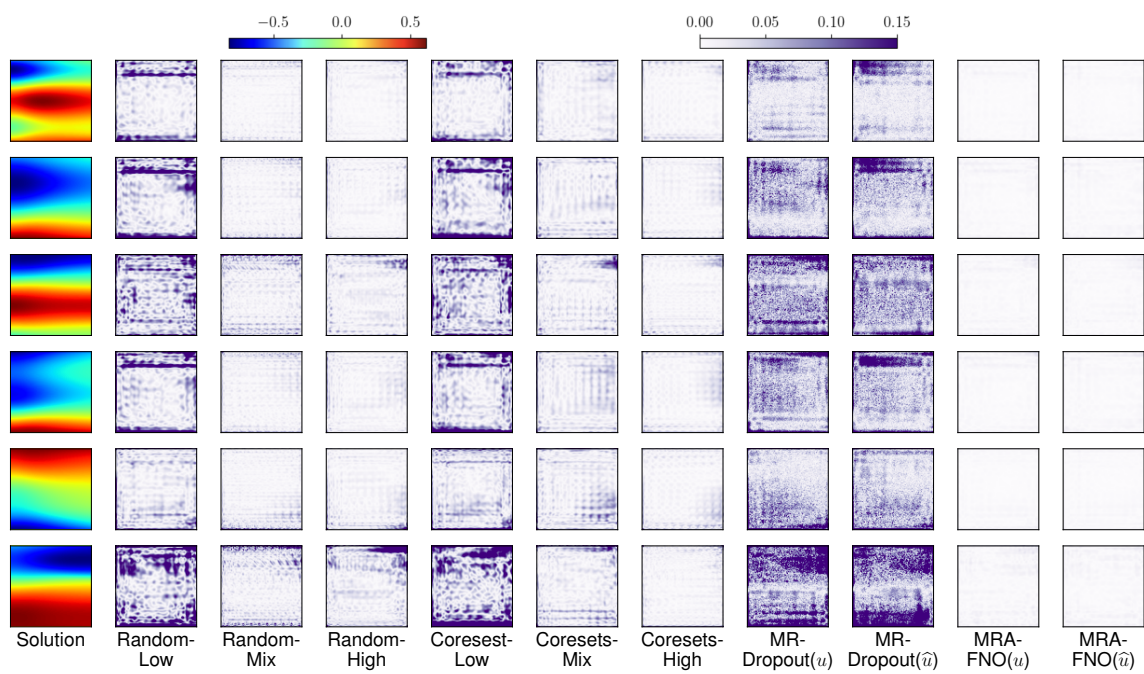 −0.5 0.0 0.5
0.00 0.05 0.10 0.15
Solution
Random-
Low
Random-
Mix
Random-
High
Coresest-
Low
Coresets-
Mix
Coresets-
High
MR-
Dropout(u)
MR-
Dropout(û)
MRA-
FNO(u)
MRA-
FNO(û)